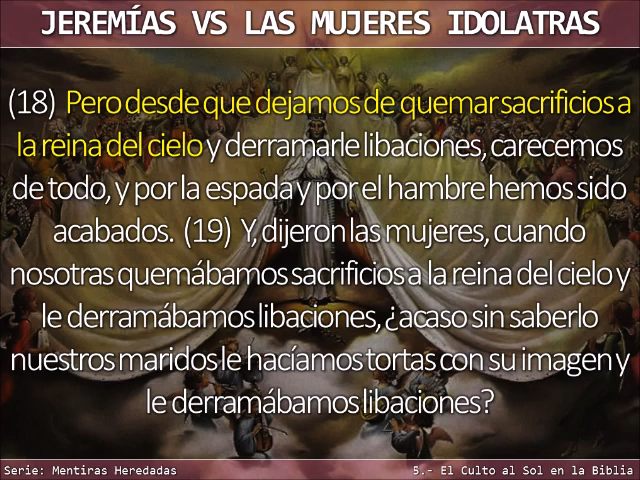 JEREMÍAS VS LAS MUJERES IDOLATRAS
(18) Pero desde que dejamos de quemar sacrificios a
la reina del cielo y derramarle libaciones, carecemos
de todo, y por la espada y por el hambre hemos sido
acabados. (19) Y, dijeron las mujeres, cuando
nosotras quemábamos sacrificios a la reina del cielo y
le derramábamos libaciones, ¿acaso sin saberlo
nuestros maridos le hacíamos tortas con su imagen y
le derramábamos libaciones?
Serie: Mentiras Heredadas
5.- El Culto al Sol en la Biblia